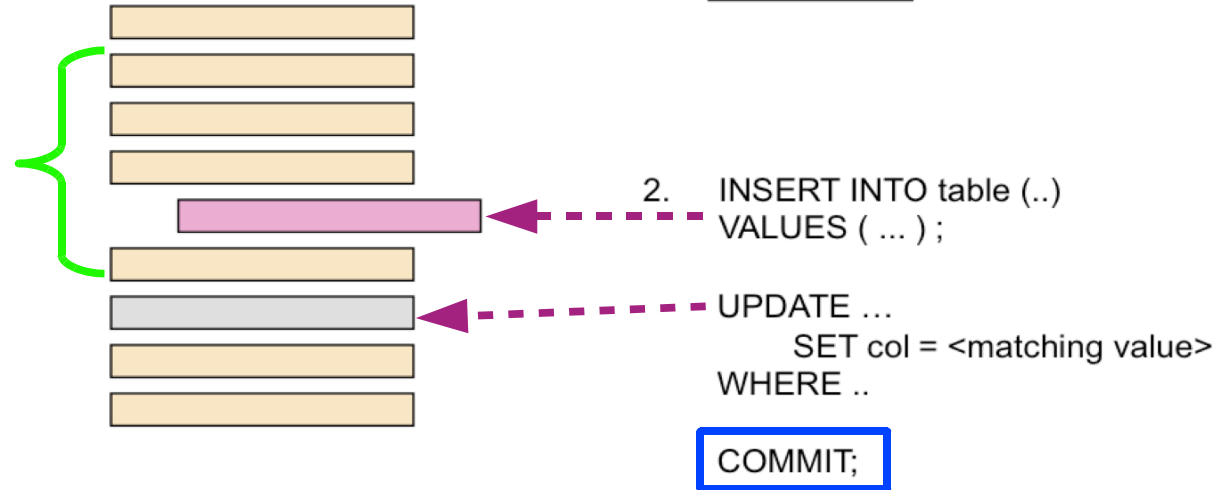 2. INSERT INTO table (..)
VALUES ( ... ) ;
UPDATE ...
SET col = <matching value>
WHERE ..
COMMIT;